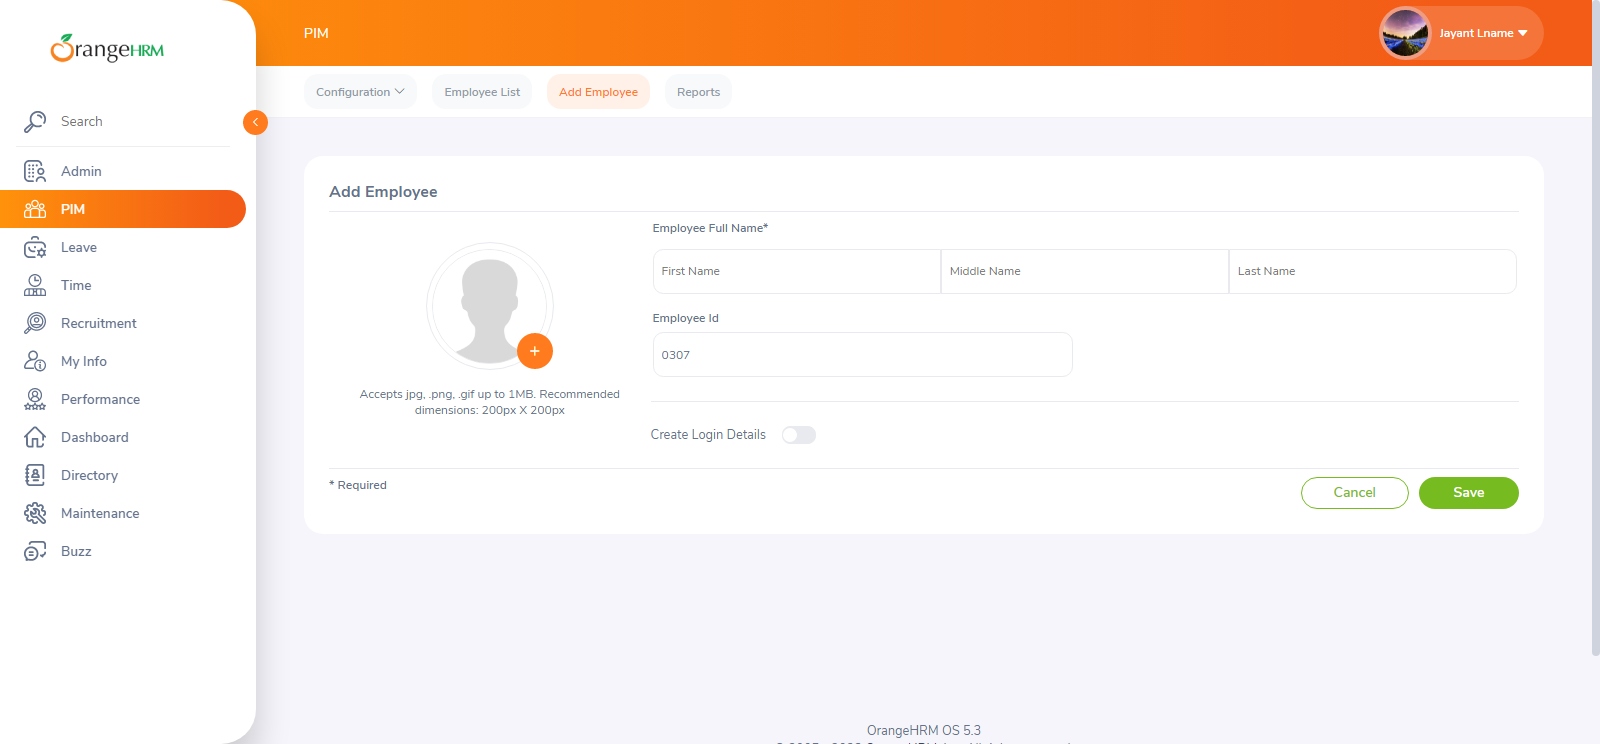 OrangeHRM
PIM
Jayant Lname
Configuration
Employee List
Add Employee
Reports
Search
Admin
PIM
Leave
Time
Recruitment
My Info
Performance
Dashboard
Directory
Maintenance
Buzz
Add Employee
Employee Full Name*
First Name
Middle Name
Last Name
Employee Id
0307
Accepts jpg, .png, .gif up to 1MB. Recommended
dimensions: 200px X 200px
Create Login Details
* Required
Cancel
Save
OrangeHRM OS 5.3